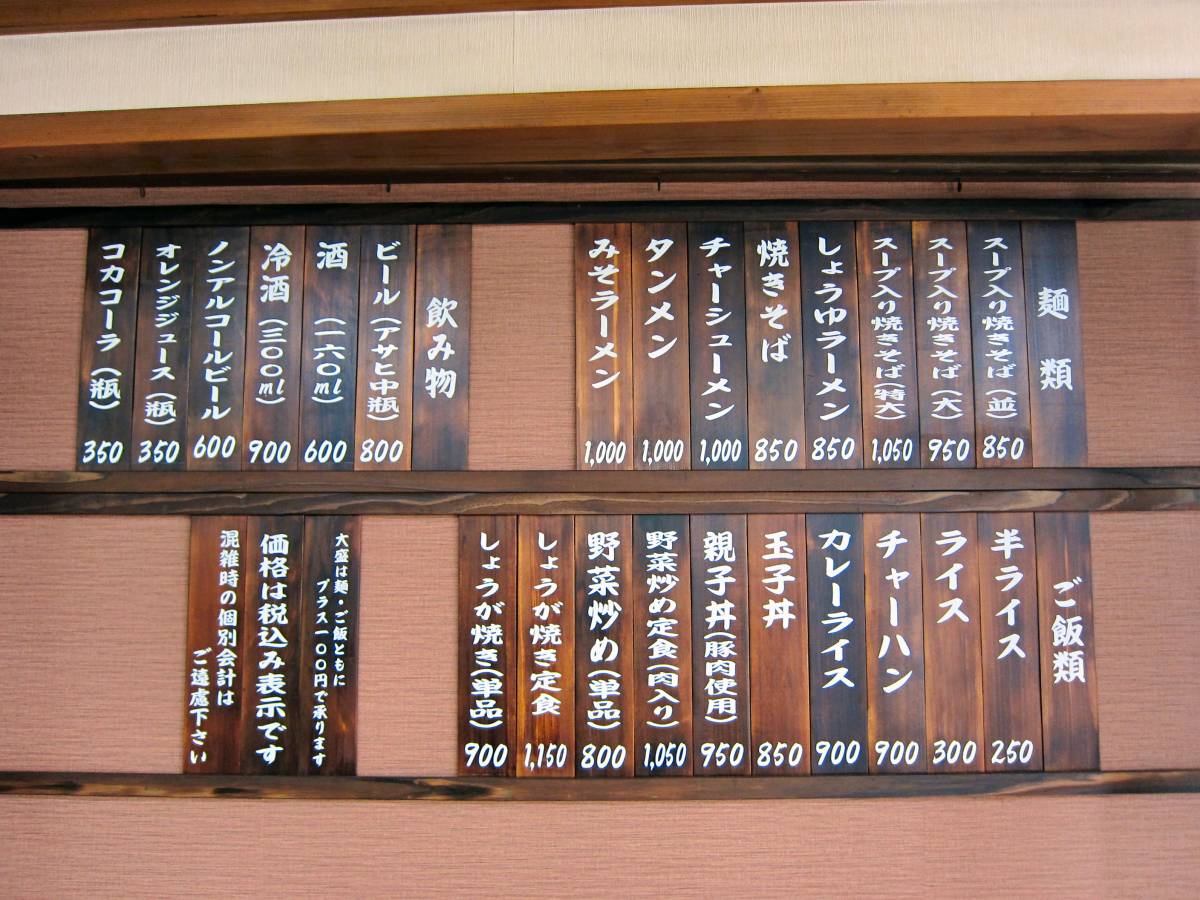 麺類
スープ入り焼きそば(並) 850
スープ入り焼きそば(大) 950
スープ入り焼きそば(特大) 1,050
しょうゆラーメン 850
焼きそば 850
チャーシューメン 1,000
タンメン 1,000
みそラーメン 1,000
飲み物
ビール(アサヒ中瓶) 800
酒(一六〇ml) 600
冷酒(三〇〇ml) 900
ノンアルコールビール 600
オレンジジュース(瓶) 350
コカコーラ(瓶) 350
ご飯類
半ライス 250
ライス 300
チャーハン 900
カレーライス 900
玉子丼 850
親子丼(豚肉使用) 950
野菜炒め定食(肉入り) 1,050
野菜炒め(単品) 800
しょうが焼き定食 1,150
しょうが焼き(単品) 900
大盛は麺・ご飯ともに
プラス一〇〇円で承ります
価格は税込み表示です
混雑時の個別会計は
ご遠慮下さい